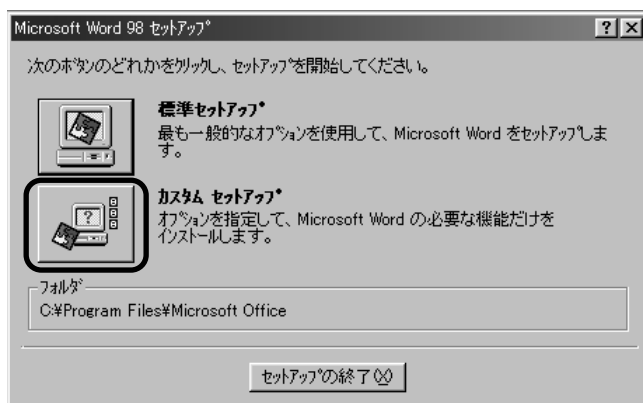 Microsoft Word 98 ｾｯﾄｱｯﾌﾟ
次のﾎﾞﾀﾝのどれかをｸﾘｯｸし、ｾｯﾄｱｯﾌﾟを開始してください。
標準ｾｯﾄｱｯﾌﾟ
最も一般的なｵﾌﾟｼｮﾝを使用して、Microsoft Word をｾｯﾄｱｯﾌﾟしま
す。
ｶｽﾀﾑ ｾｯﾄｱｯﾌﾟ
ｵﾌﾟｼｮﾝを指定して、Microsoft Word の必要な機能だけを
ｲﾝｽﾄｰﾙします。
ﾌｫﾙﾀﾞ
C:¥Program Files¥Microsoft Office
ｾｯﾄｱｯﾌﾟの終了(X)